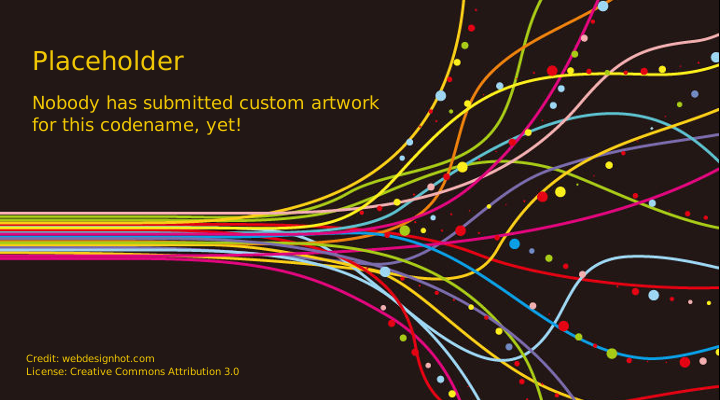 Placeholder
Nobody has submitted custom artwork
for this codename, yet!
Credit: webdesignhot.com
License: Creative Commons Attribution 3.0